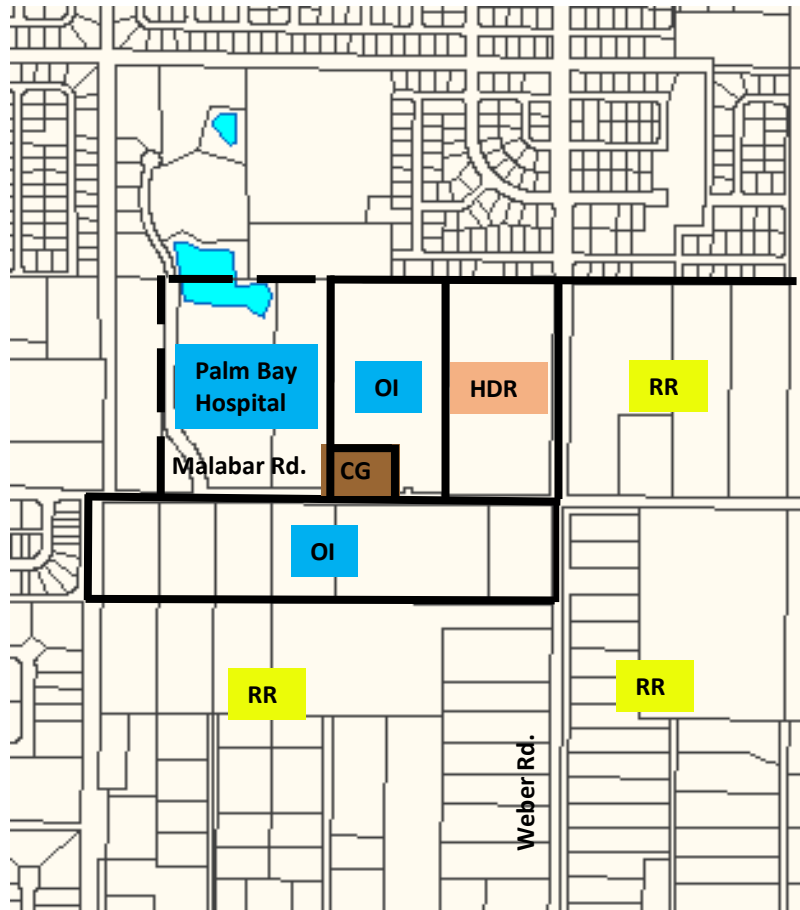 Palm Bay
Hospital
OI
HDR
RR
Malabar Rd.
CG
OI
RR
RR
Weber Rd.